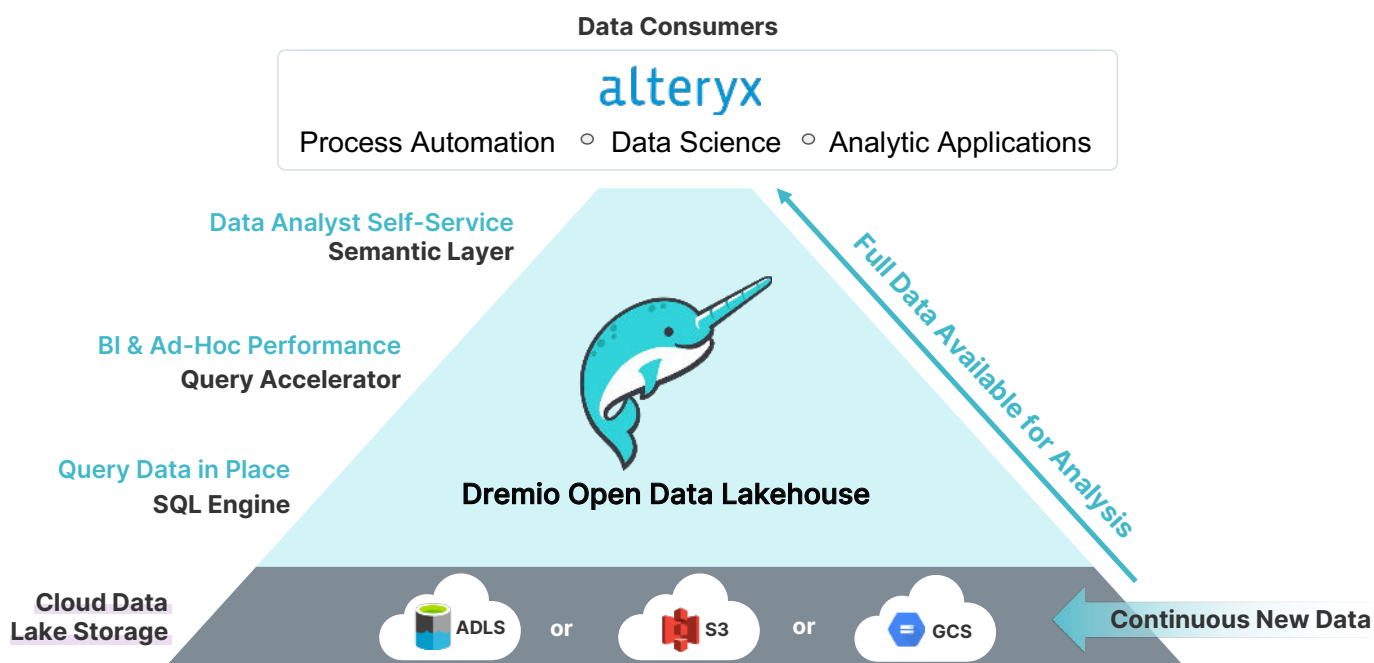 Data Consumers
alteryx
Process Automation ○ Data Science ○ Analytic Applications
Data Analyst Self-Service
Semantic Layer
BI & Ad-Hoc Performance
Query Accelerator
Query Data in Place
SQL Engine
Dremio Open Data Lakehouse
Full Data Available for Analysis
Cloud Data
Lake Storage
ADLS or S3 or GCS
Continuous New Data